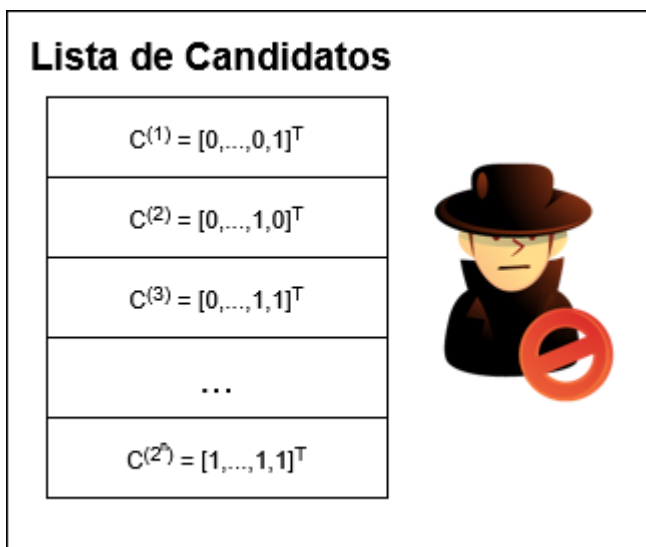 Lista de Candidatos
C⁽¹⁾ = [0,...,0,1]ᵀ
C⁽²⁾ = [0,...,1,0]ᵀ
C⁽³⁾ = [0,...,1,1]ᵀ
...
C^(2ⁿ) = [1,...,1,1]ᵀ